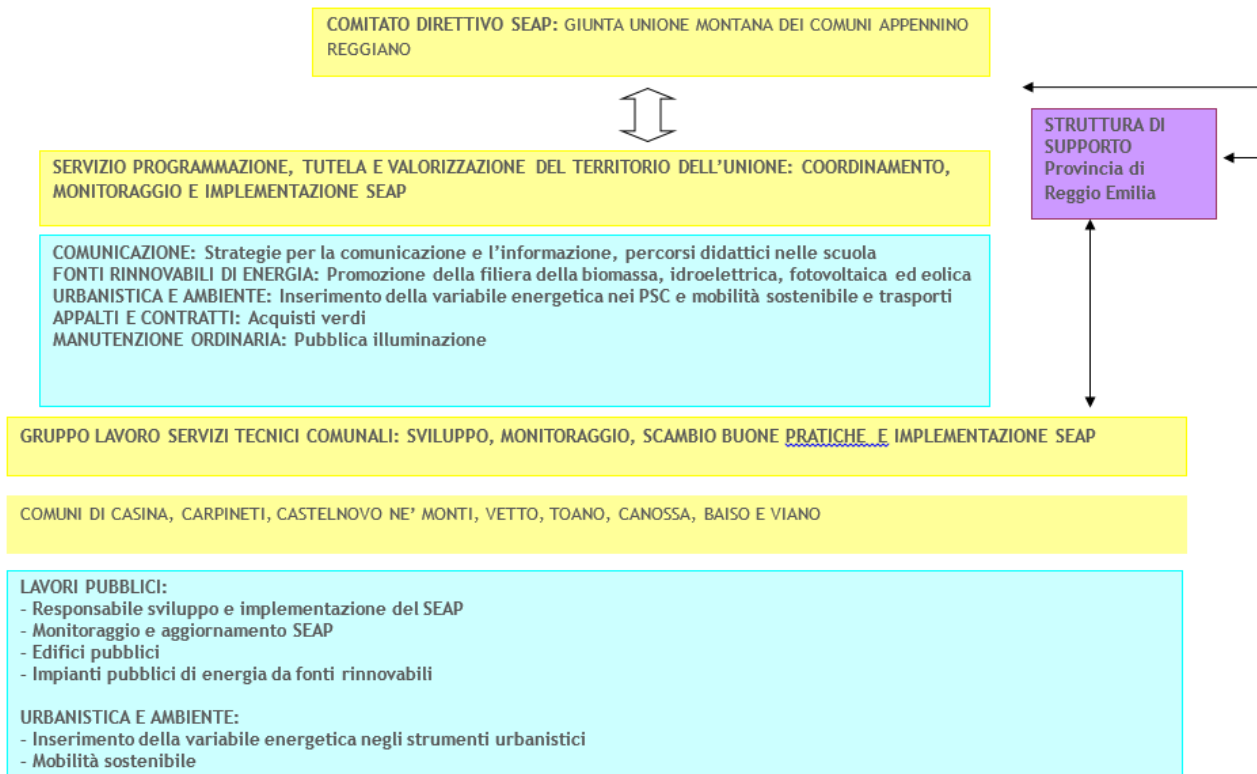 COMITATO DIRETTIVO SEAP: GIUNTA UNIONE MONTANA DEI COMUNI APPENNINO
REGGIANO
STRUTTURA DI
SUPPORTO
Provincia di
Reggio Emilia
SERVIZIO PROGRAMMAZIONE, TUTELA E VALORIZZAZIONE DEL TERRITORIO DELL'UNIONE: COORDINAMENTO,
MONITORAGGIO E IMPLEMENTAZIONE SEAP
COMUNICAZIONE: Strategie per la comunicazione e l'informazione, percorsi didattici nelle scuola
FONTI RINNOVABILI DI ENERGIA: Promozione della filiera della biomassa, idroelettrica, fotovoltaica ed eolica
URBANISTICA E AMBIENTE: Inserimento della variabile energetica nei PSC e mobilità sostenibile e trasporti
APPALTI E CONTRATTI: Acquisti verdi
MANUTENZIONE ORDINARIA: Pubblica illuminazione
GRUPPO LAVORO SERVIZI TECNICI COMUNALI: SVILUPPO, MONITORAGGIO, SCAMBIO BUONE PRATICHE E IMPLEMENTAZIONE SEAP
COMUNI DI CASINA, CARPINETI, CASTELNOVO NE' MONTI, VETTO, TOANO, CANOSSA, BAISO E VIANO
LAVORI PUBBLICI:
- Responsabile sviluppo e implementazione del SEAP
- Monitoraggio e aggiornamento SEAP
- Edifici pubblici
- Impianti pubblici di energia da fonti rinnovabili
URBANISTICA E AMBIENTE:
- Inserimento della variabile energetica negli strumenti urbanistici
- Mobilità sostenibile